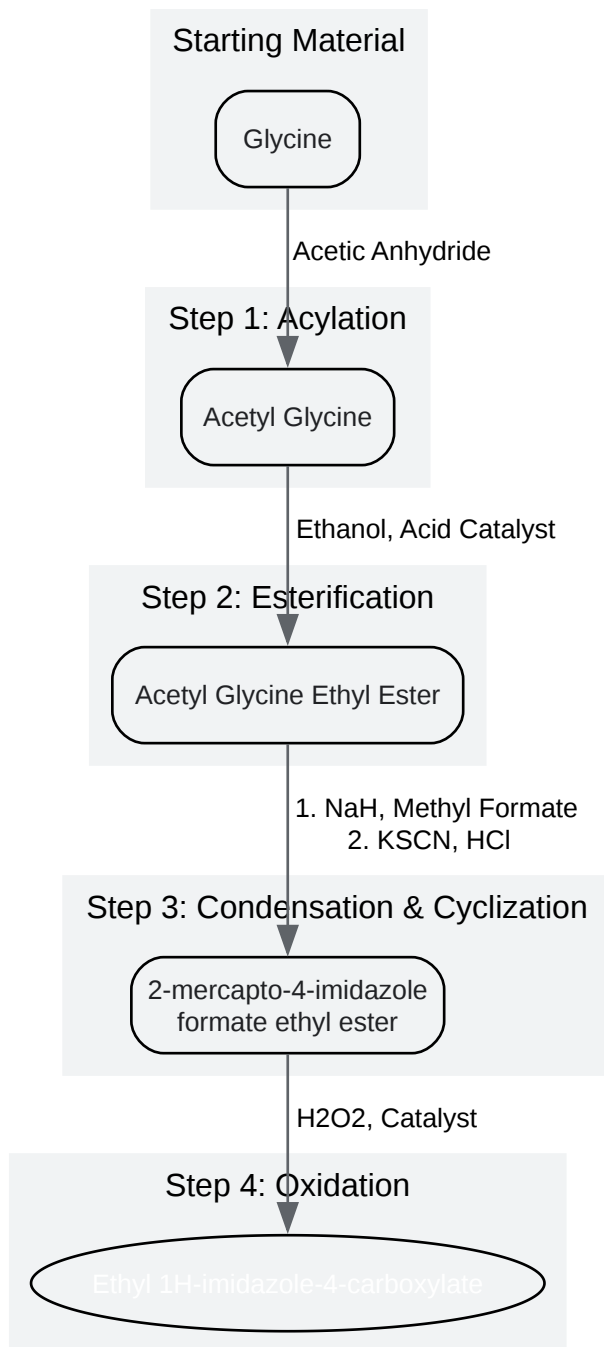 Starting Material
Glycine
Acetic Anhydride
Step 1: Acylation
Acetyl Glycine
Ethanol, Acid Catalyst
Step 2: Esterification
Acetyl Glycine Ethyl Ester
1. NaH, Methyl Formate
2. KSCN, HCl
Step 3: Condensation & Cyclization
2-mercapto-4-imidazole
formate ethyl ester
H2O2, Catalyst
Step 4: Oxidation
Ethyl 1H-imidazole-4-carboxylate